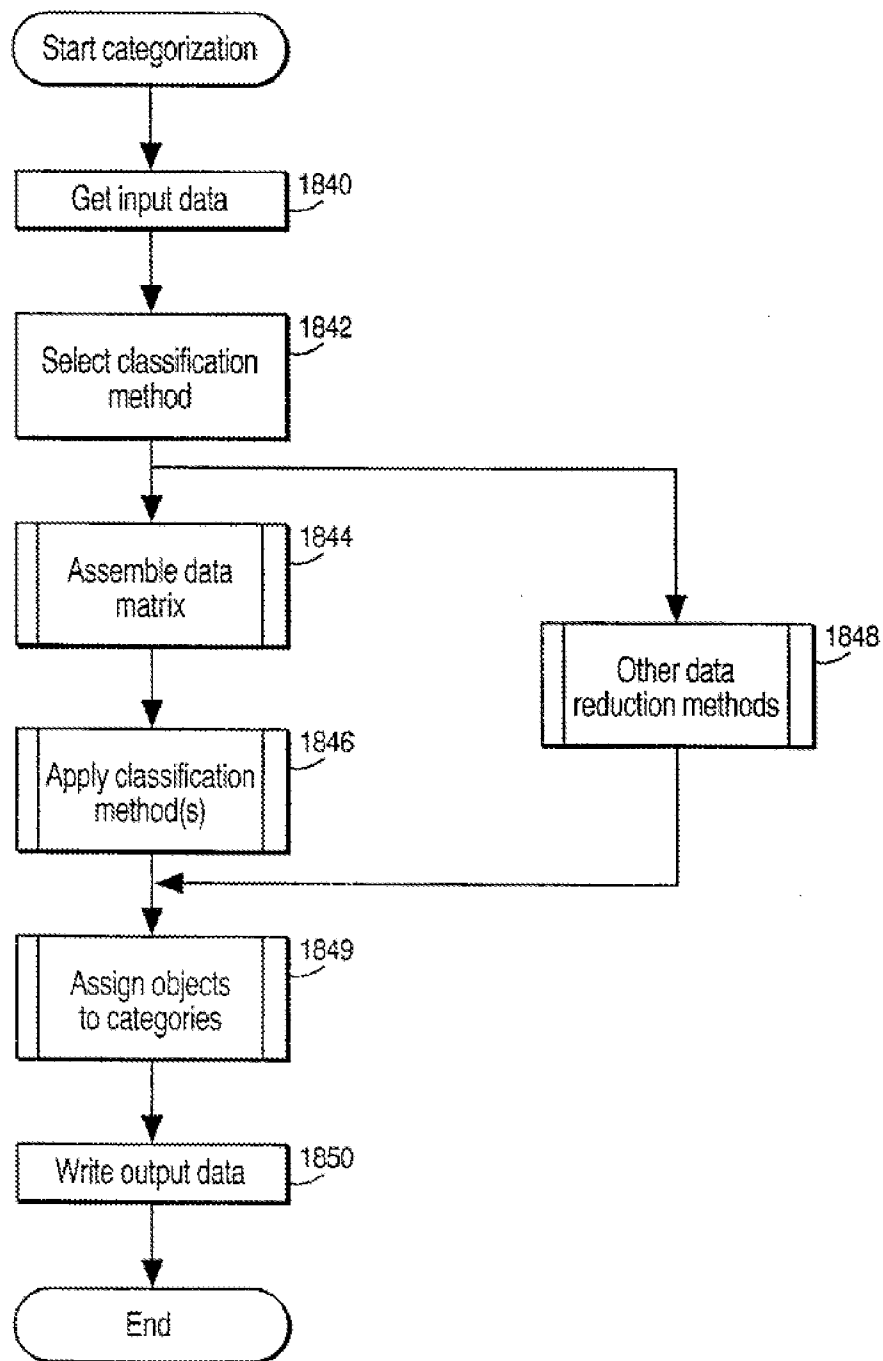 Start categorization
Get input data
1840
Select classification
method
1842
Assemble data
matrix
1844
Other data
reduction methods
1848
Apply classification
method(s)
1846
Assign objects
to categories
1849
Write output data
1850
End